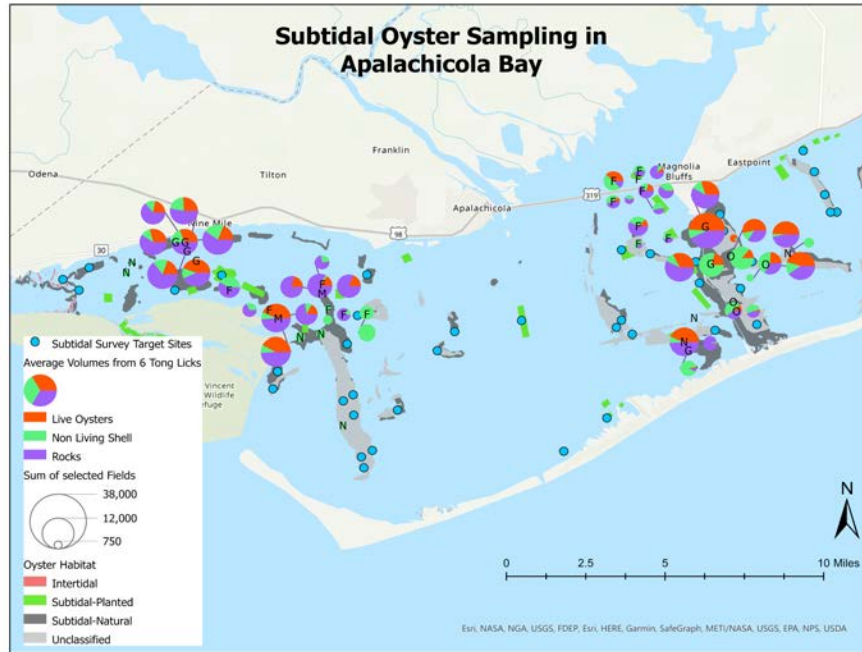 Subtidal Oyster Sampling in
Apalachicola Bay
Franklin
Odena
Tilton
Magnolia
Bluffs
Eastpoint
Apalachicola
319
Nine Mile
98
30
F
F
F
F
F
F
F
G
G
G
G
G
N
N
F
F
M
F
M
F
F
N
N
N
G
G
O
O
N
O
O
N
N
G
Vincent
Wildlife
efuge
Subtidal Survey Target Sites
Average Volumes from 6 Tong Licks
Live Oysters
Non Living Shell
Rocks
Sum of selected Fields
38,000
12,000
750
Oyster Habitat
Intertidal
Subtidal-Planted
Subtidal-Natural
Unclassified
N
0 2.5 5 10 Miles
Esri, NASA, NGA, USGS, FDEP, Esri, HERE, Garmin, SafeGraph, METI/NASA, USGS, EPA, NPS, USDA